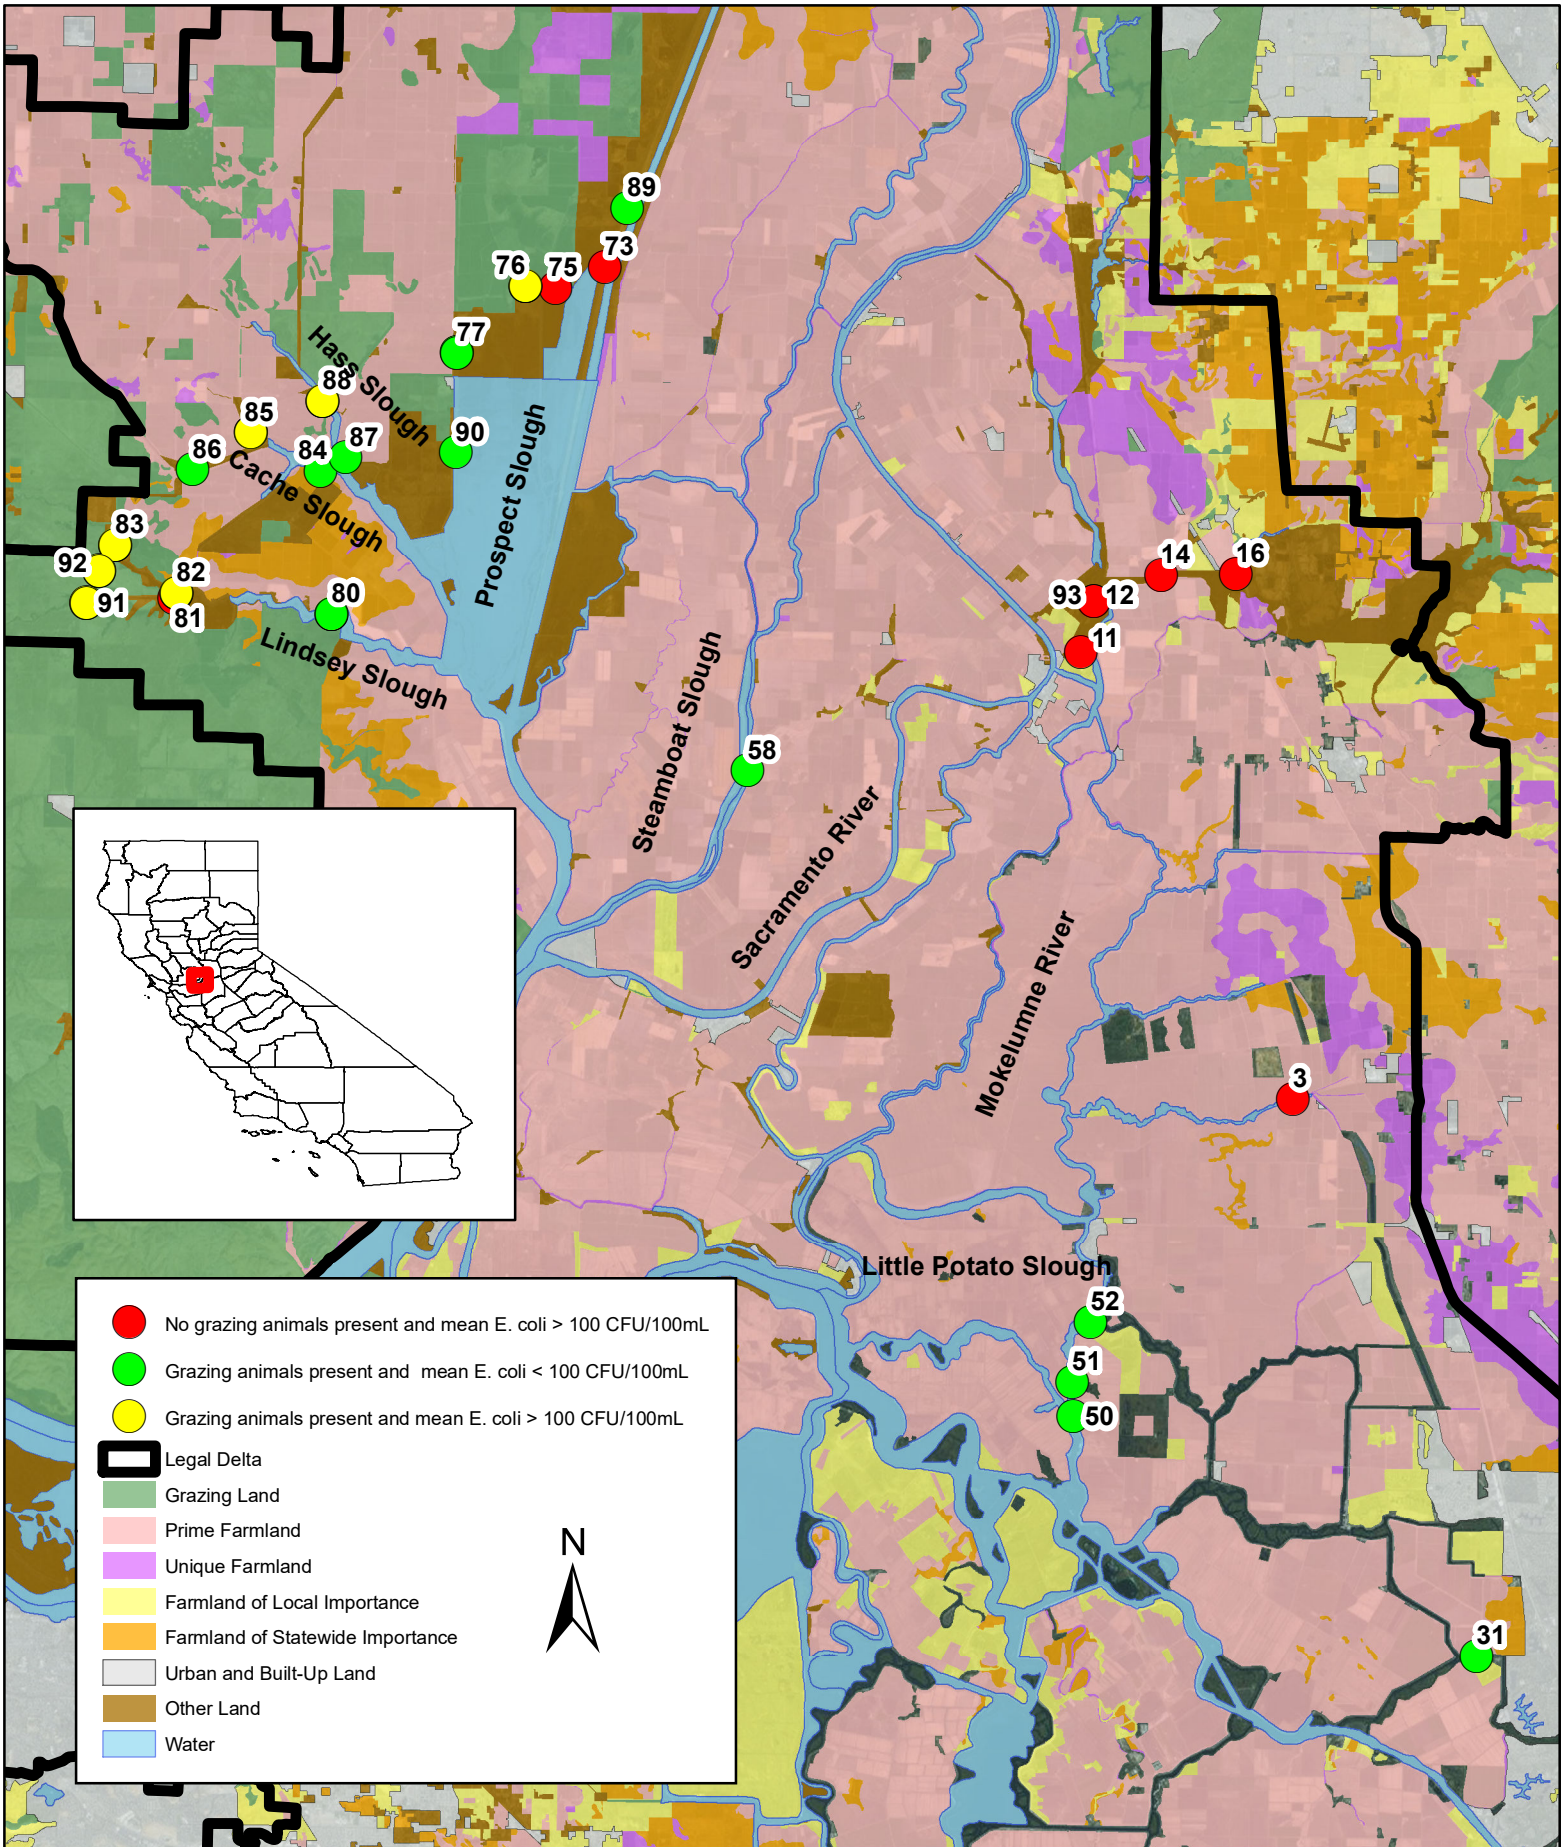 89
73
76
75
77
Hass Slough
88
85
90
86
84
87
Cache Slough
Prospect Slough
83
92
82
91
81
80
Lindsey Slough
14
16
93
12
11
Steamboat Slough
58
Sacramento River
Mokelumne River
3
Little Potato Slough
52
51
50
31
No grazing animals present and mean E. coli > 100 CFU/100mL
Grazing animals present and mean E. coli < 100 CFU/100mL
Grazing animals present and mean E. coli > 100 CFU/100mL
Legal Delta
Grazing Land
Prime Farmland
Unique Farmland
Farmland of Local Importance
Farmland of Statewide Importance
Urban and Built-Up Land
Other Land
Water
N